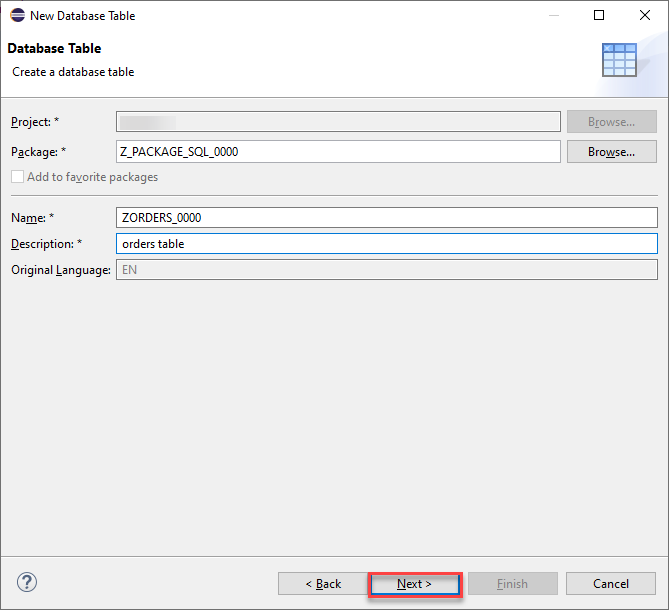 New Database Table
Database Table
Create a database table
Project: *
Browse...
Package: * Z_PACKAGE_SQL_0000 Browse...
Add to favorite packages
Name: * ZORDERS_0000
Description: * orders table
Original Language: EN
? < Back Next > Finish Cancel